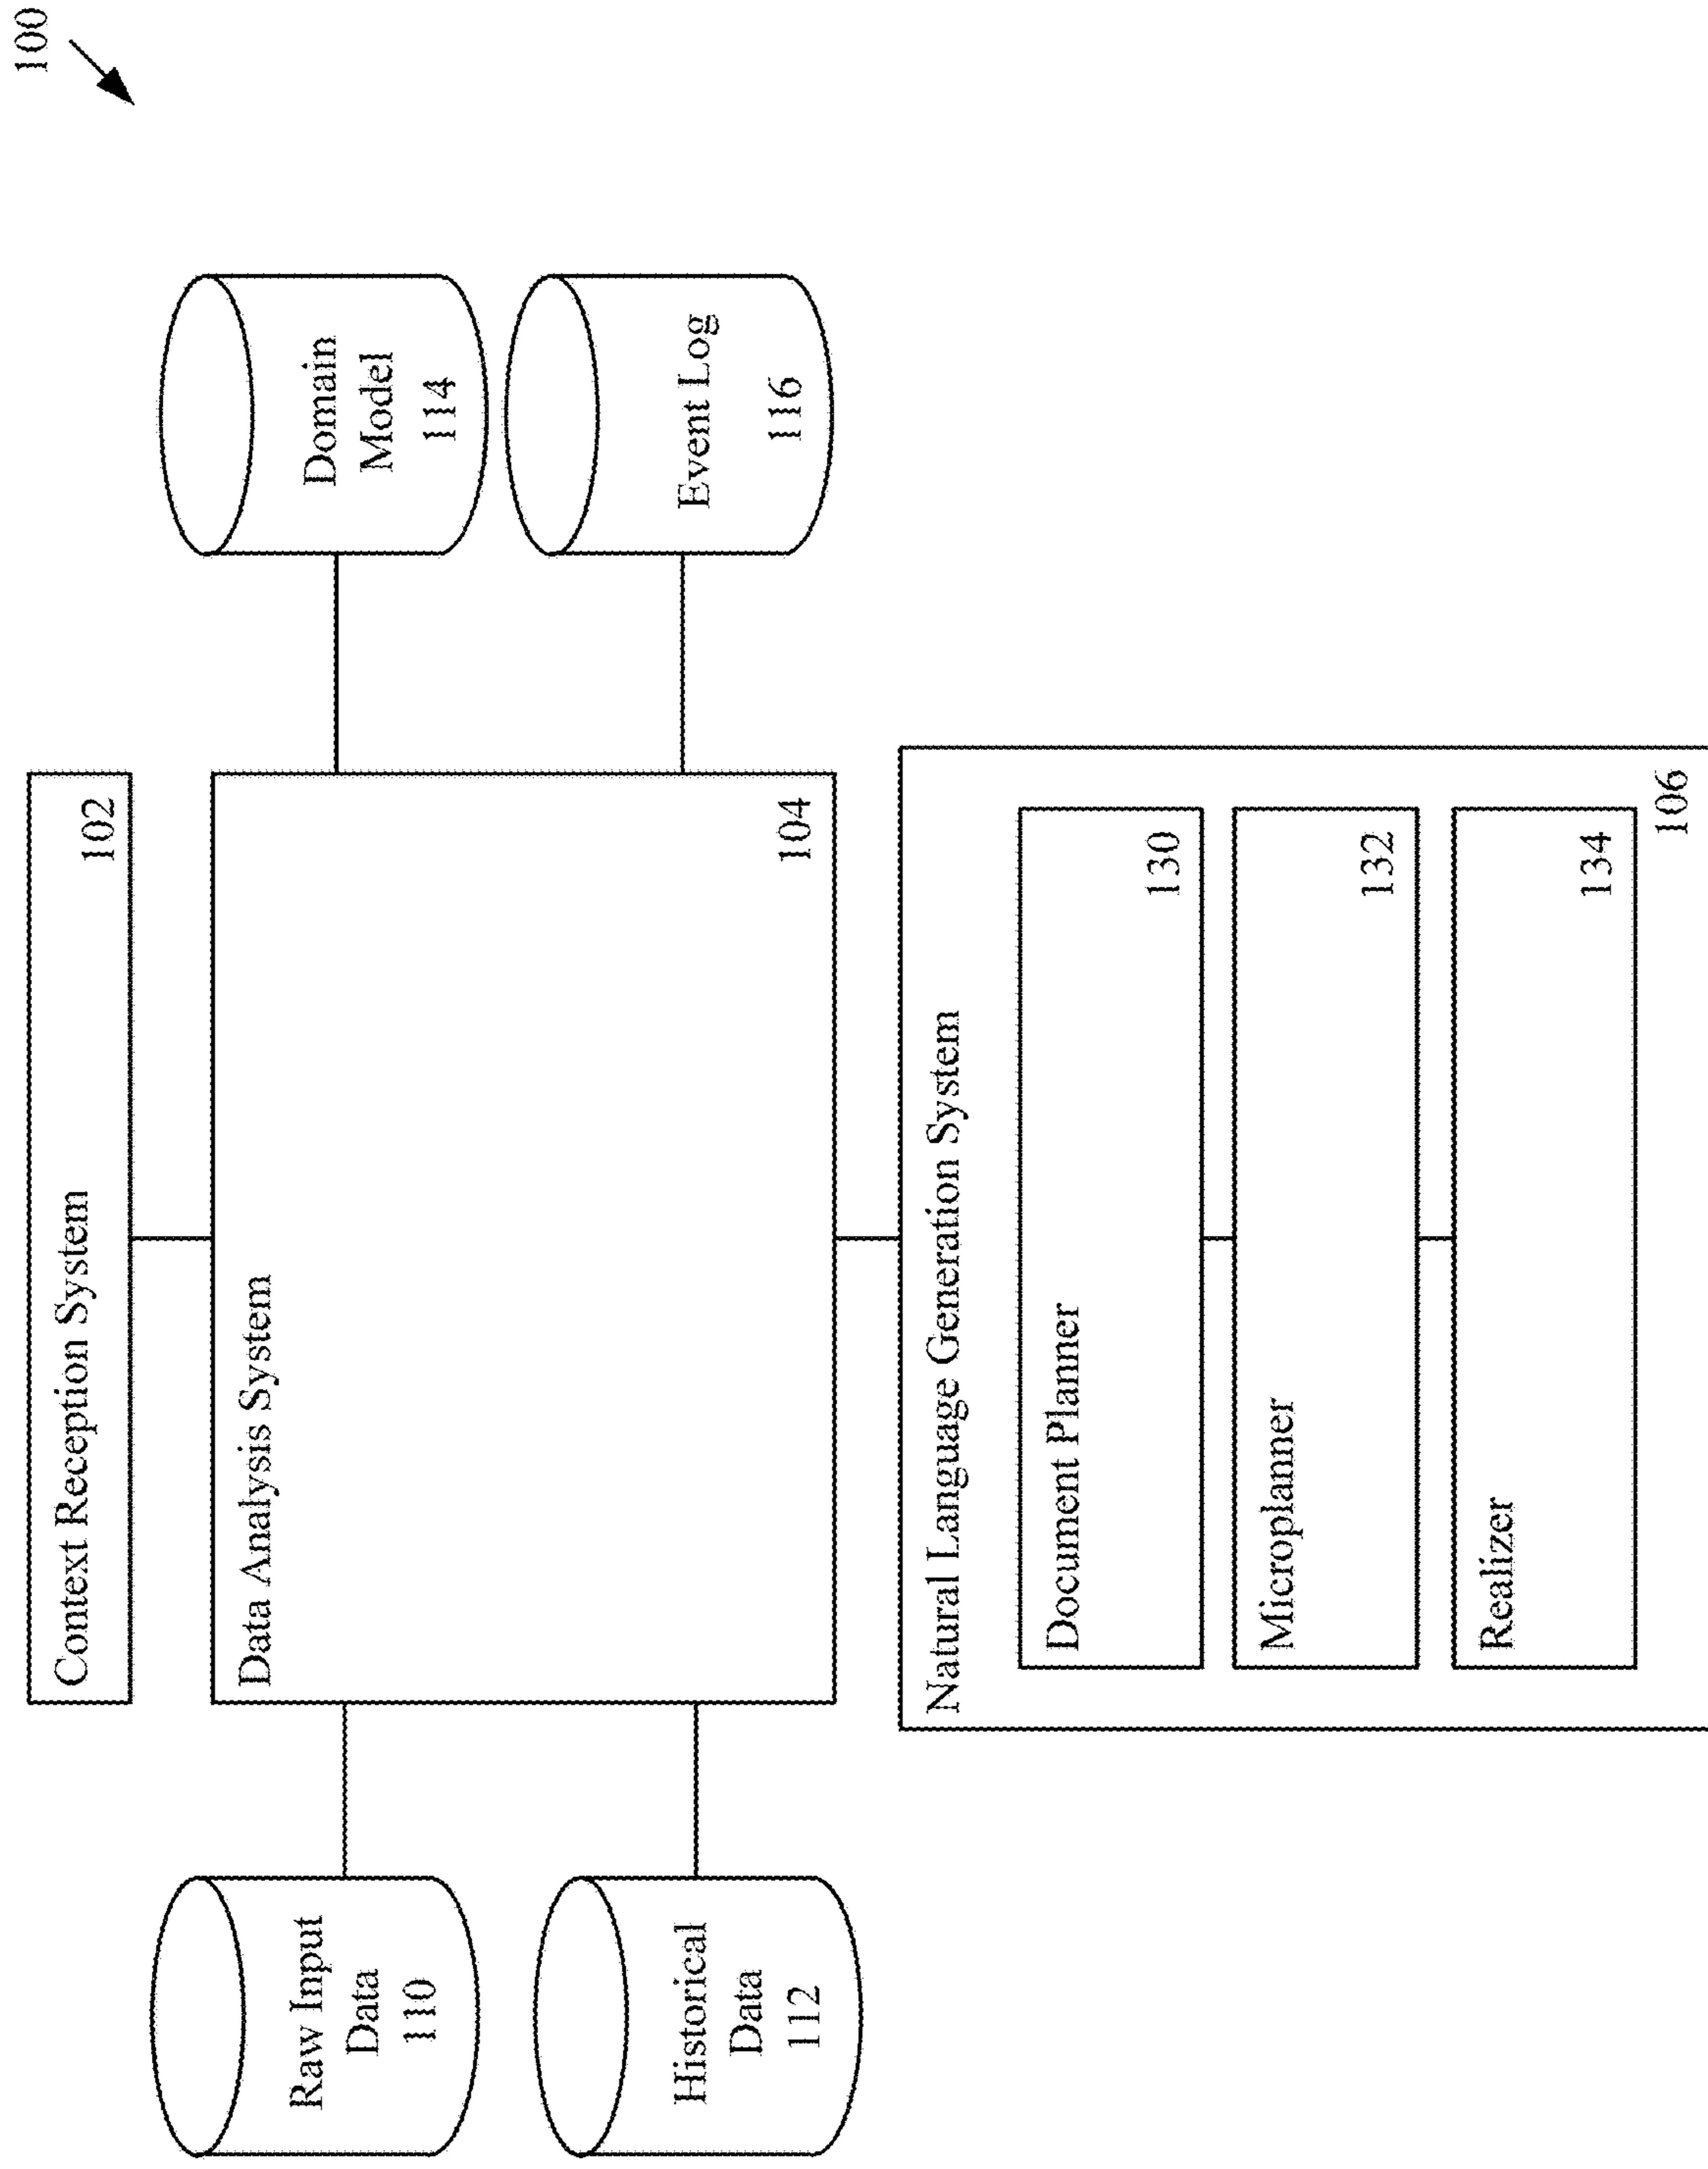 100
Context Reception System
102
Raw Input
Data
110
Historical
Data
112
Data Analysis System
104
Domain
Model
114
Event Log
116
Natural Language Generation System
Document Planner
130
Microplanner
132
Realizer
134
106